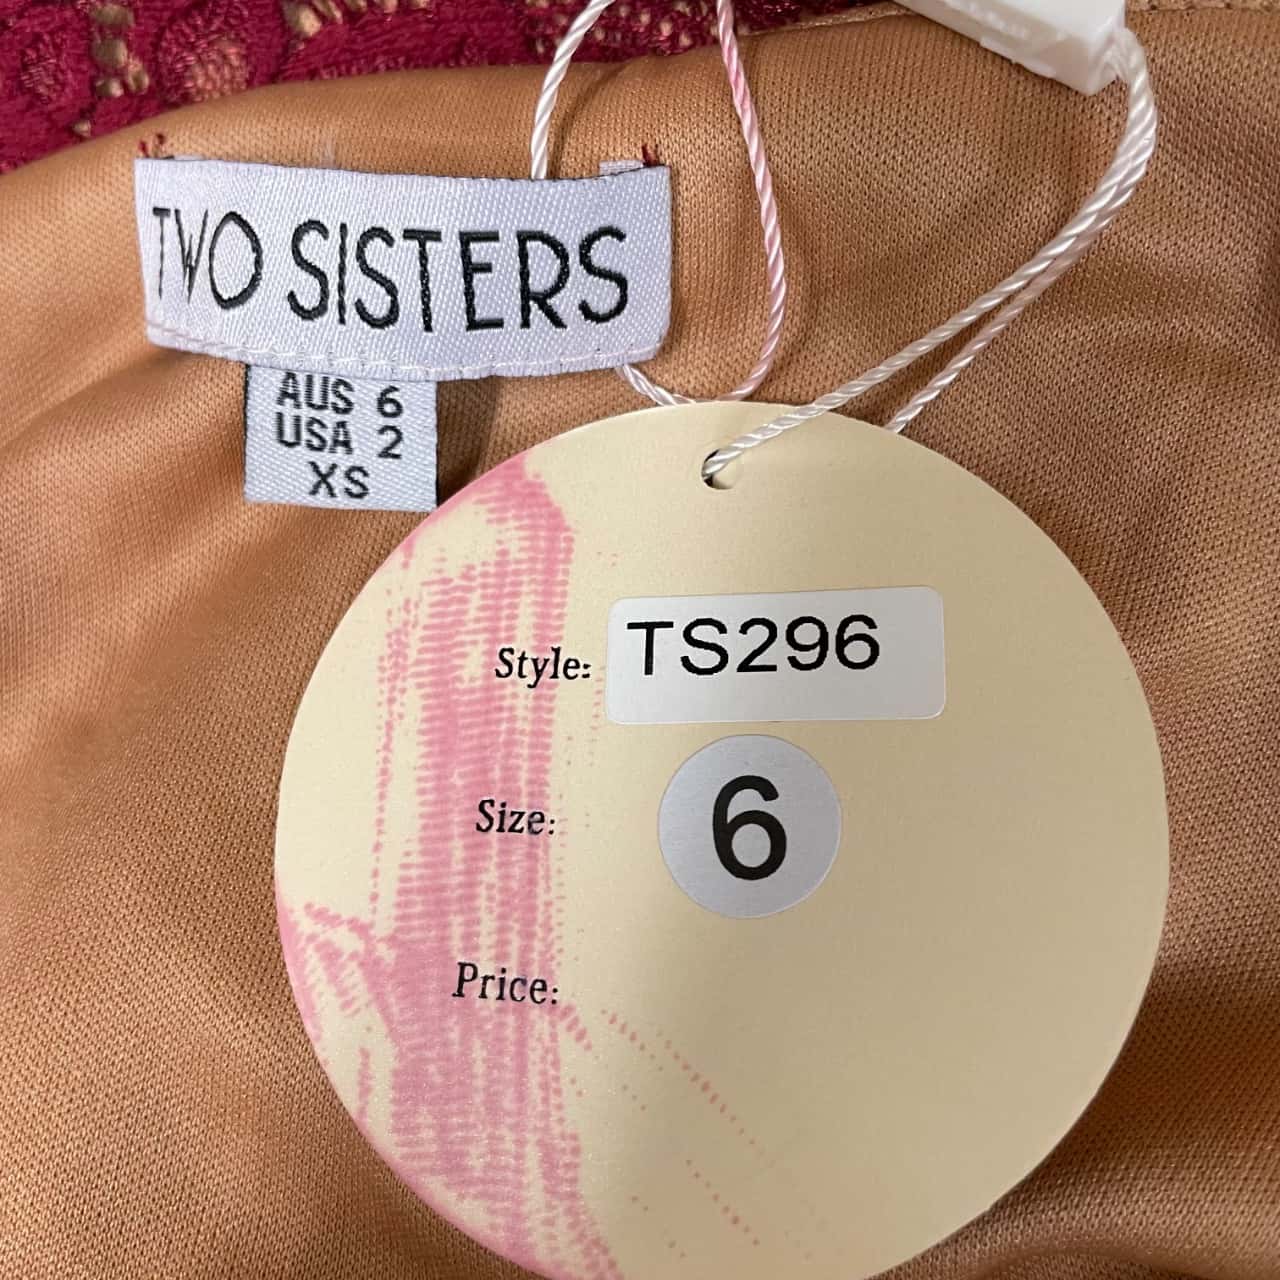 TWO SISTERS
AUS 6
USA 2
XS
Style: TS296
Size: 6
Price: